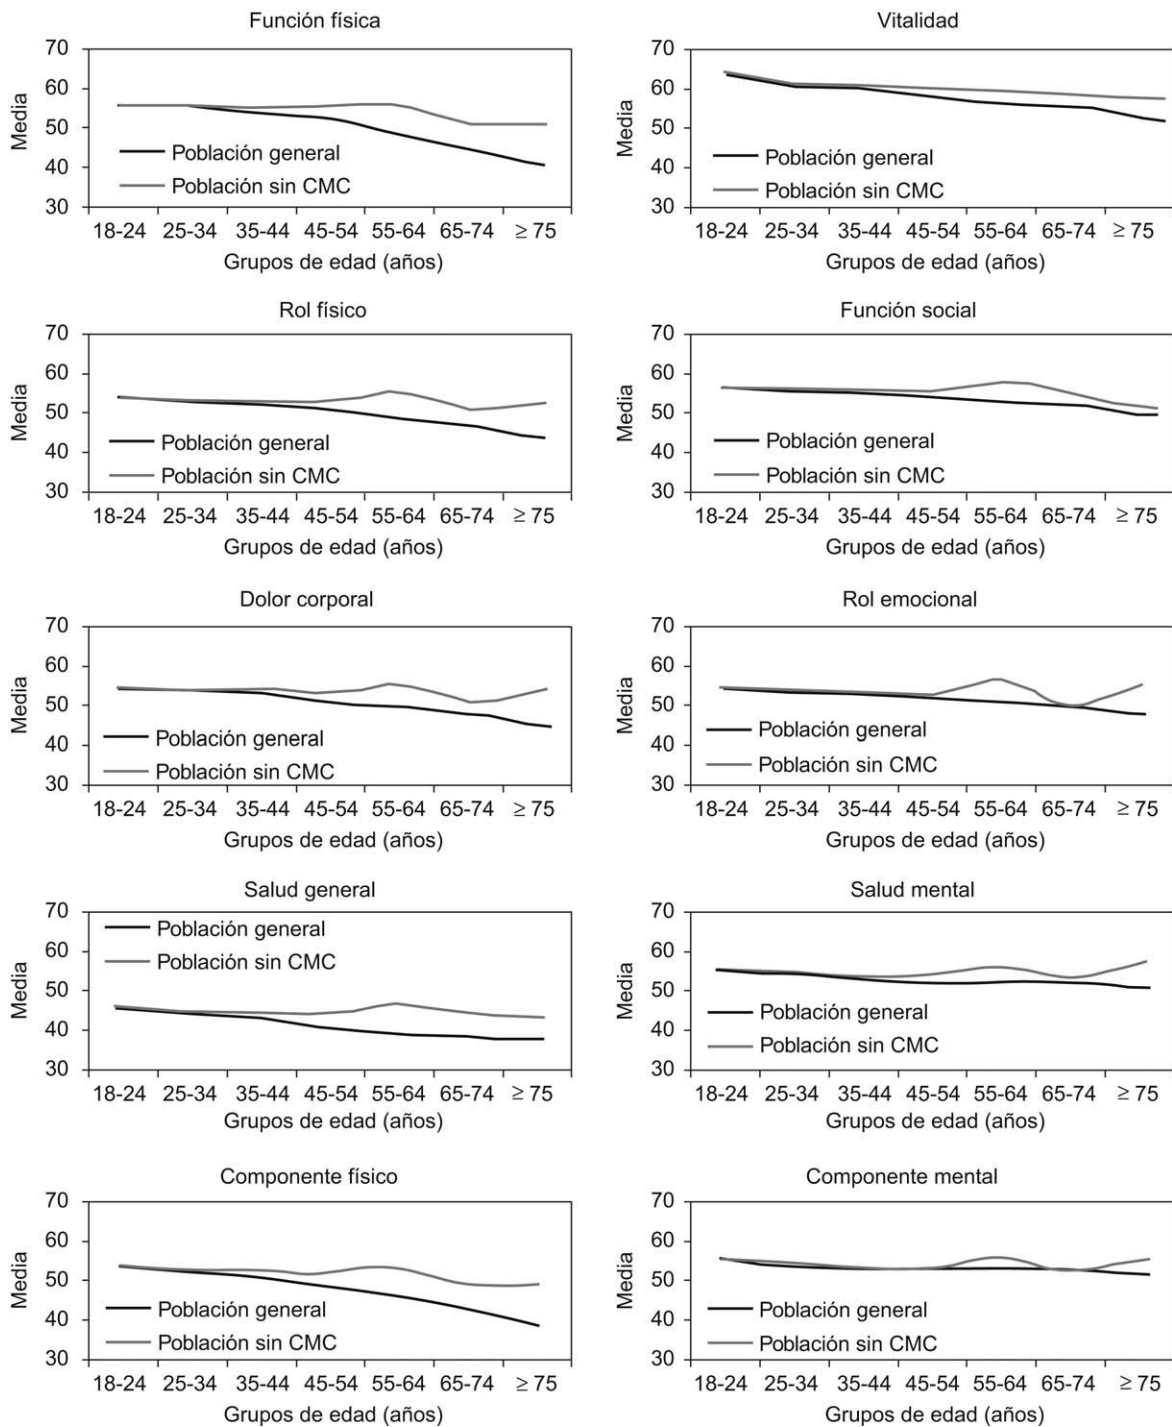 Función física
70
60
50
40
30
Media
Población general
Población sin CMC
18-24 25-34 35-44 45-54 55-64 65-74 ≥ 75
Grupos de edad (años)
Vitalidad
70
60
50
40
30
Media
Población general
Población sin CMC
18-24 25-34 35-44 45-54 55-64 65-74 ≥ 75
Grupos de edad (años)
Rol físico
70
60
50
40
30
Media
Población general
Población sin CMC
18-24 25-34 35-44 45-54 55-64 65-74 ≥ 75
Grupos de edad (años)
Función social
70
60
50
40
30
Media
Población general
Población sin CMC
18-24 25-34 35-44 45-54 55-64 65-74 ≥ 75
Grupos de edad (años)
Dolor corporal
70
60
50
40
30
Media
Población general
Población sin CMC
18-24 25-34 35-44 45-54 55-64 65-74 ≥ 75
Grupos de edad (años)
Rol emocional
70
60
50
40
30
Media
Población general
Población sin CMC
18-24 25-34 35-44 45-54 55-64 65-74 ≥ 75
Grupos de edad (años)
Salud general
70
60
50
40
30
Media
Población general
Población sin CMC
18-24 25-34 35-44 45-54 55-64 65-74 ≥ 75
Grupos de edad (años)
Salud mental
70
60
50
40
30
Media
Población general
Población sin CMC
18-24 25-34 35-44 45-54 55-64 65-74 ≥ 75
Grupos de edad (años)
Componente físico
70
60
50
40
30
Media
Población general
Población sin CMC
18-24 25-34 35-44 45-54 55-64 65-74 ≥ 75
Grupos de edad (años)
Componente mental
70
60
50
40
30
Media
Población general
Población sin CMC
18-24 25-34 35-44 45-54 55-64 65-74 ≥ 75
Grupos de edad (años)